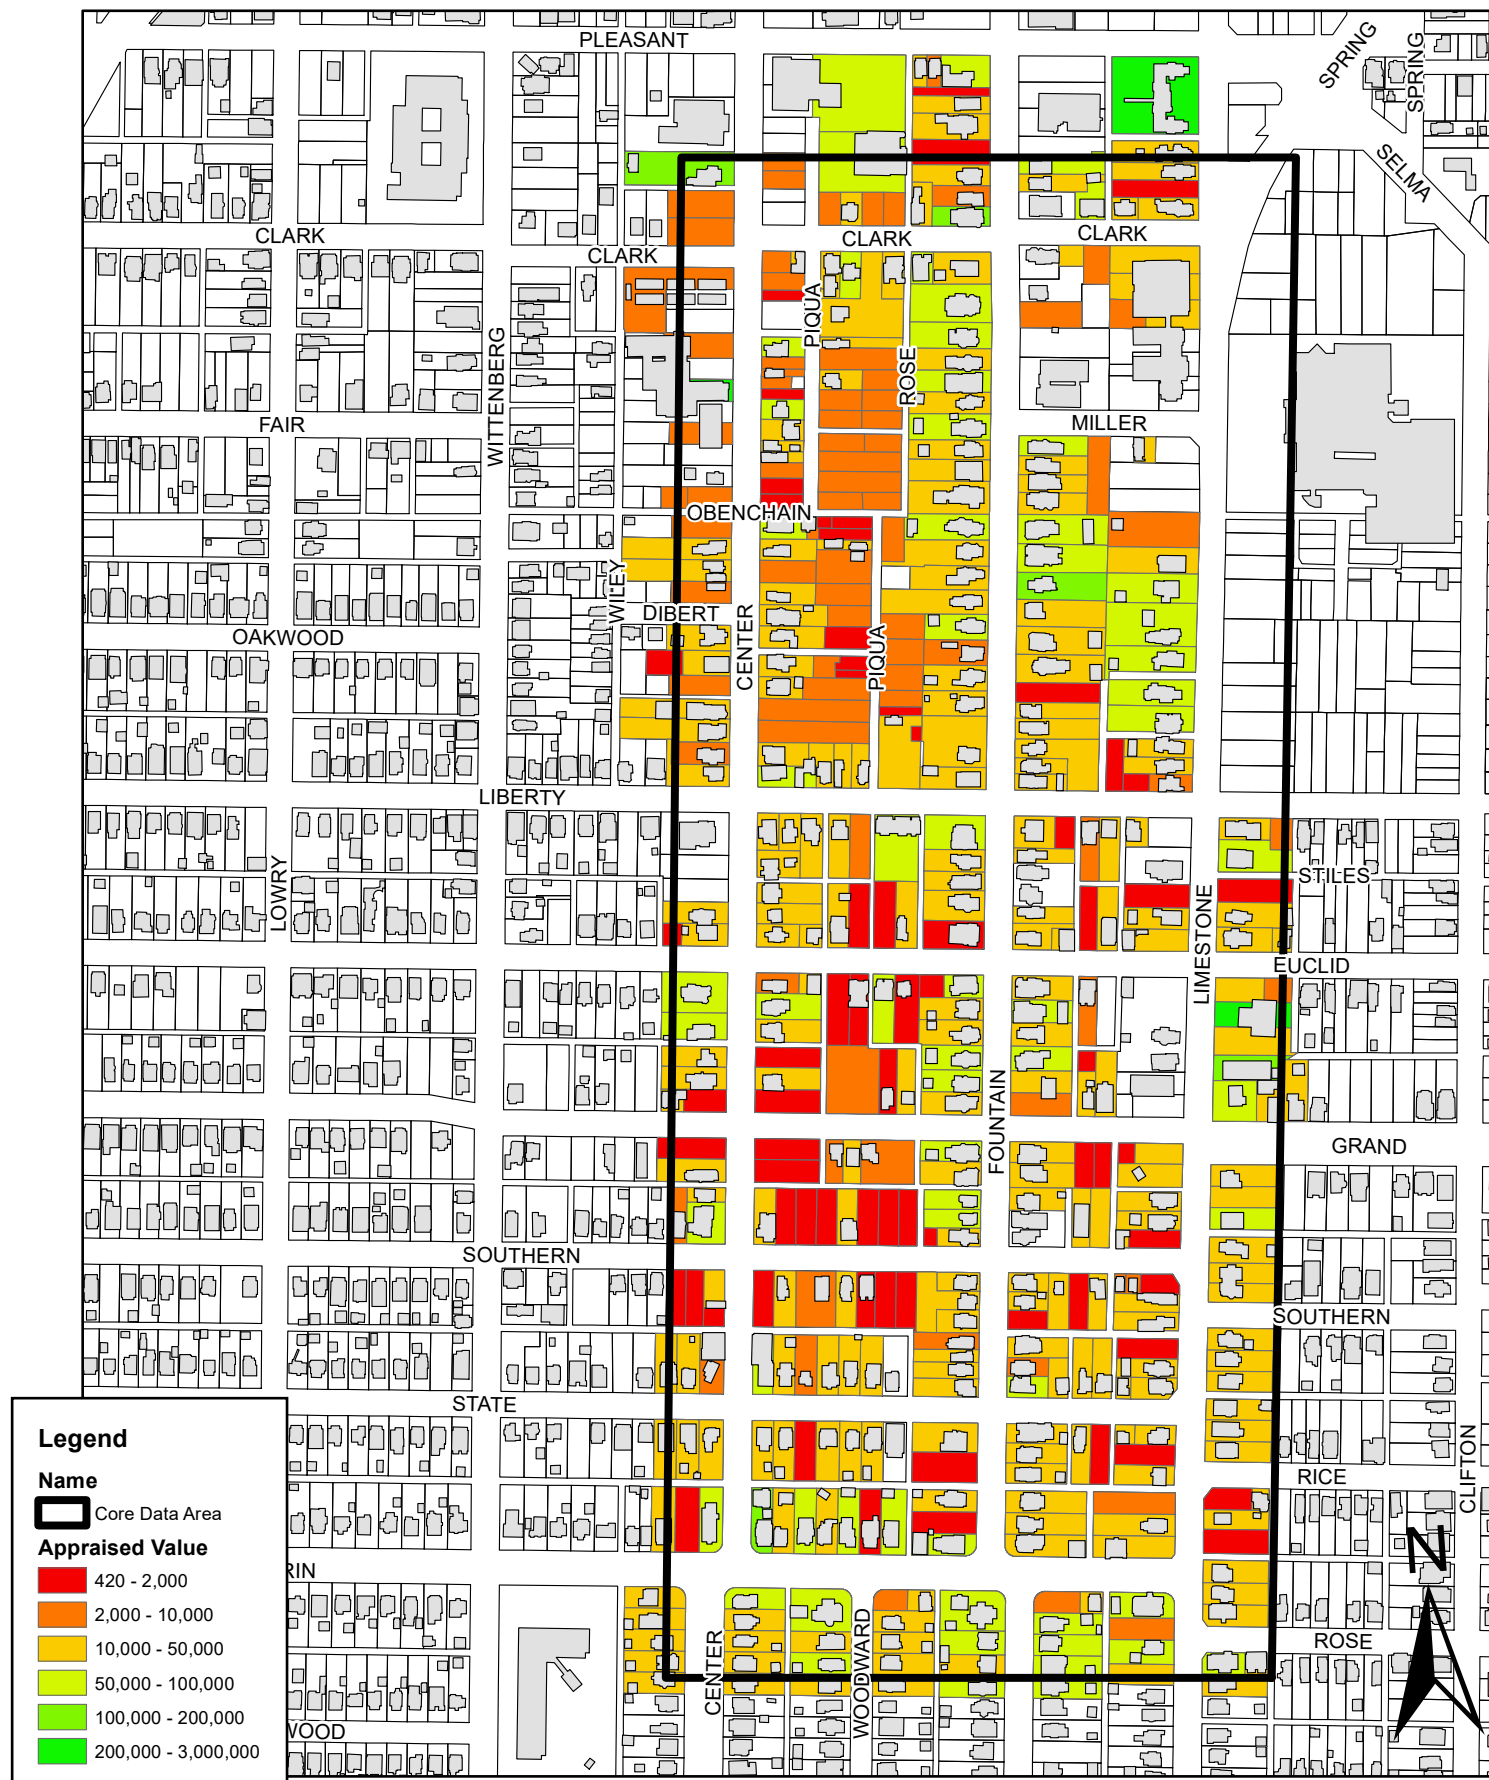 PLEASANT
SPRING
SPRING
SELMA
CLARK
CLARK
CLARK
CLARK
PIQUA
WITTENBERG
ROSE
FAIR
MILLER
OBENCHAIN
WILEY
DIBERT
CENTER
OAKWOOD
PIQUA
LIBERTY
LOWRY
STILES
LIMESTONE
EUCLID
FOUNTAIN
GRAND
SOUTHERN
SOUTHERN
STATE
CLIFTON
RICE
RIN
ROSE
CENTER
WOODWARD
WOOD
N
Legend
Name
Core Data Area
Appraised Value
420 - 2,000
2,000 - 10,000
10,000 - 50,000
50,000 - 100,000
100,000 - 200,000
200,000 - 3,000,000